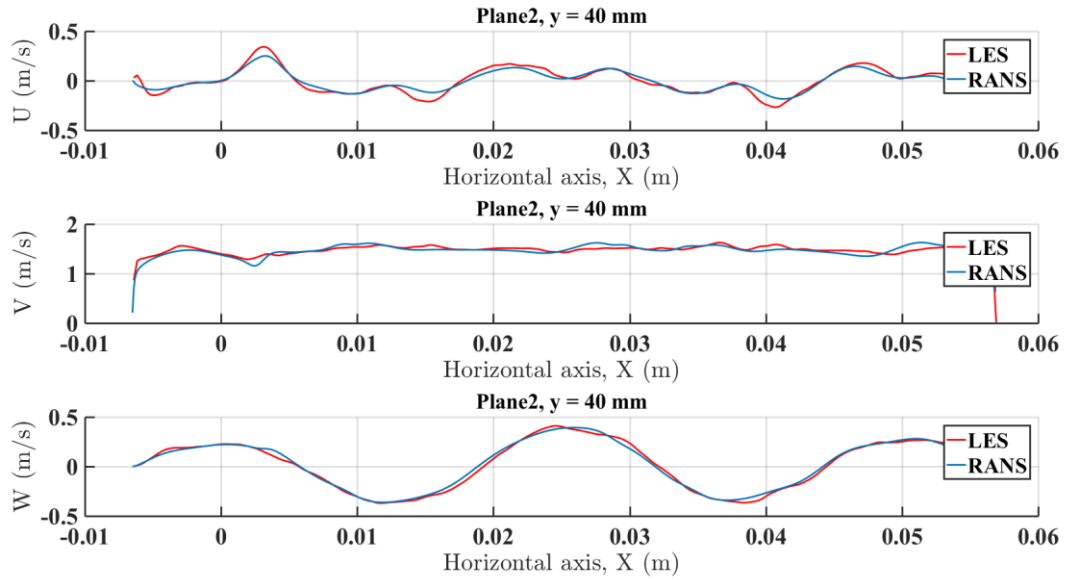 Plane2, y = 40 mm
0.5
0
-0.5
U (m/s)
LES
RANS
-0.01 0 0.01 0.02 0.03 0.04 0.05 0.06
Horizontal axis, X (m)
Plane2, y = 40 mm
2
1
0
V (m/s)
LES
RANS
-0.01 0 0.01 0.02 0.03 0.04 0.05 0.06
Horizontal axis, X (m)
Plane2, y = 40 mm
0.5
0
-0.5
W (m/s)
LES
RANS
-0.01 0 0.01 0.02 0.03 0.04 0.05 0.06
Horizontal axis, X (m)